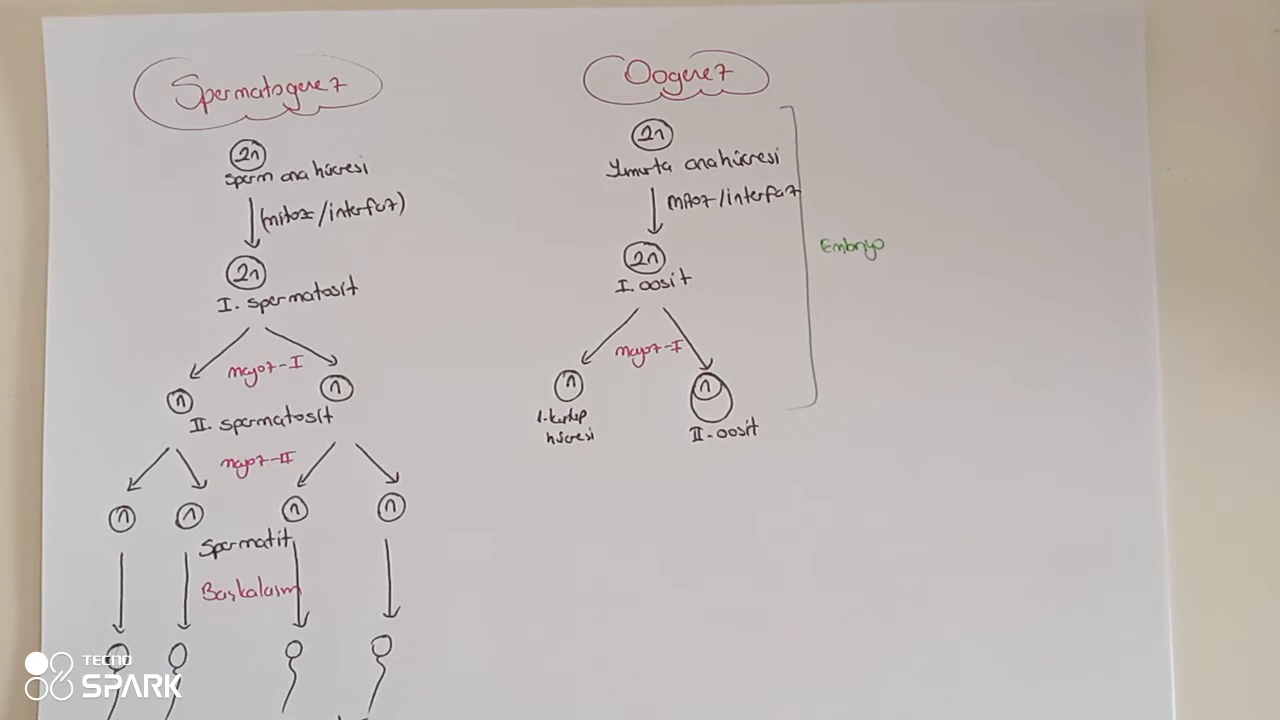 Spermatogenez
2n
Sperm ana hücresi
(mitoz/interfaz)
2n
I. spermatosit
mayoz-I
n
n
II. spermatosit
mayoz-II
n
n
n
n
Spermatit
Başkalaşım
Oogenez
2n
Yumurta ana hücresi
mitoz/interfaz
2n
I. oosit
mayoz-I
n
n
1. kutup
hücresi
II-oosit
Embriyo
TECNO
SPARK